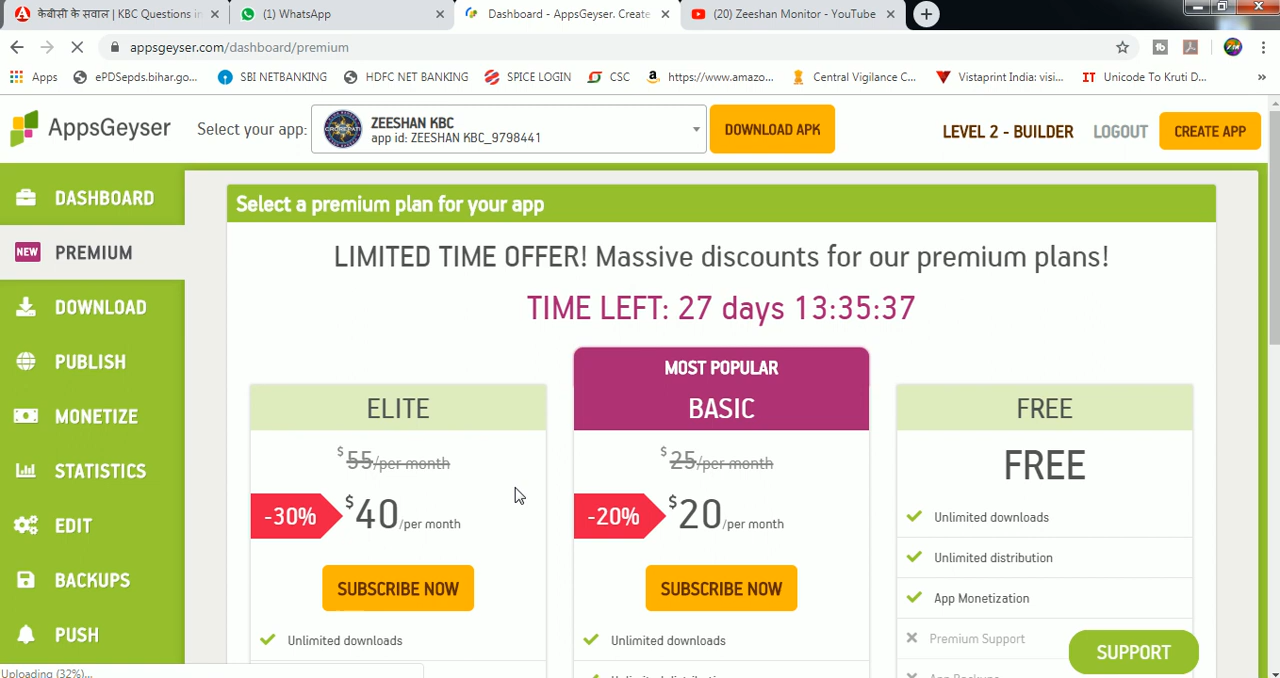 केबीसी के सवाल | KBC Questions in
(1) WhatsApp
Dashboard - AppsGeyser. Create
(20) Zeeshan Monitor - YouTube
appsgeyser.com/dashboard/premium
Apps
ePDSepds.bihar.go...
SBI NETBANKING
HDFC NET BANKING
SPICE LOGIN
CSC
https://www.amazo...
Central Vigilance C...
Vistaprint India: visi...
IT Unicode To Kruti D...
»
AppsGeyser
Select your app:
ZEESHAN KBC
app id: ZEESHAN KBC_9798441
DOWNLOAD APK
LEVEL 2 - BUILDER
LOGOUT
CREATE APP
DASHBOARD
NEW PREMIUM
DOWNLOAD
PUBLISH
MONETIZE
STATISTICS
EDIT
BACKUPS
PUSH
Select a premium plan for your app
LIMITED TIME OFFER! Massive discounts for our premium plans!
TIME LEFT: 27 days 13:35:37
ELITE
$55/per month
-30% $40/per month
SUBSCRIBE NOW
Unlimited downloads
MOST POPULAR
BASIC
$25/per month
-20% $20/per month
SUBSCRIBE NOW
Unlimited downloads
FREE
FREE
Unlimited downloads
Unlimited distribution
App Monetization
Premium Support
SUPPORT
Uploading (32%)...